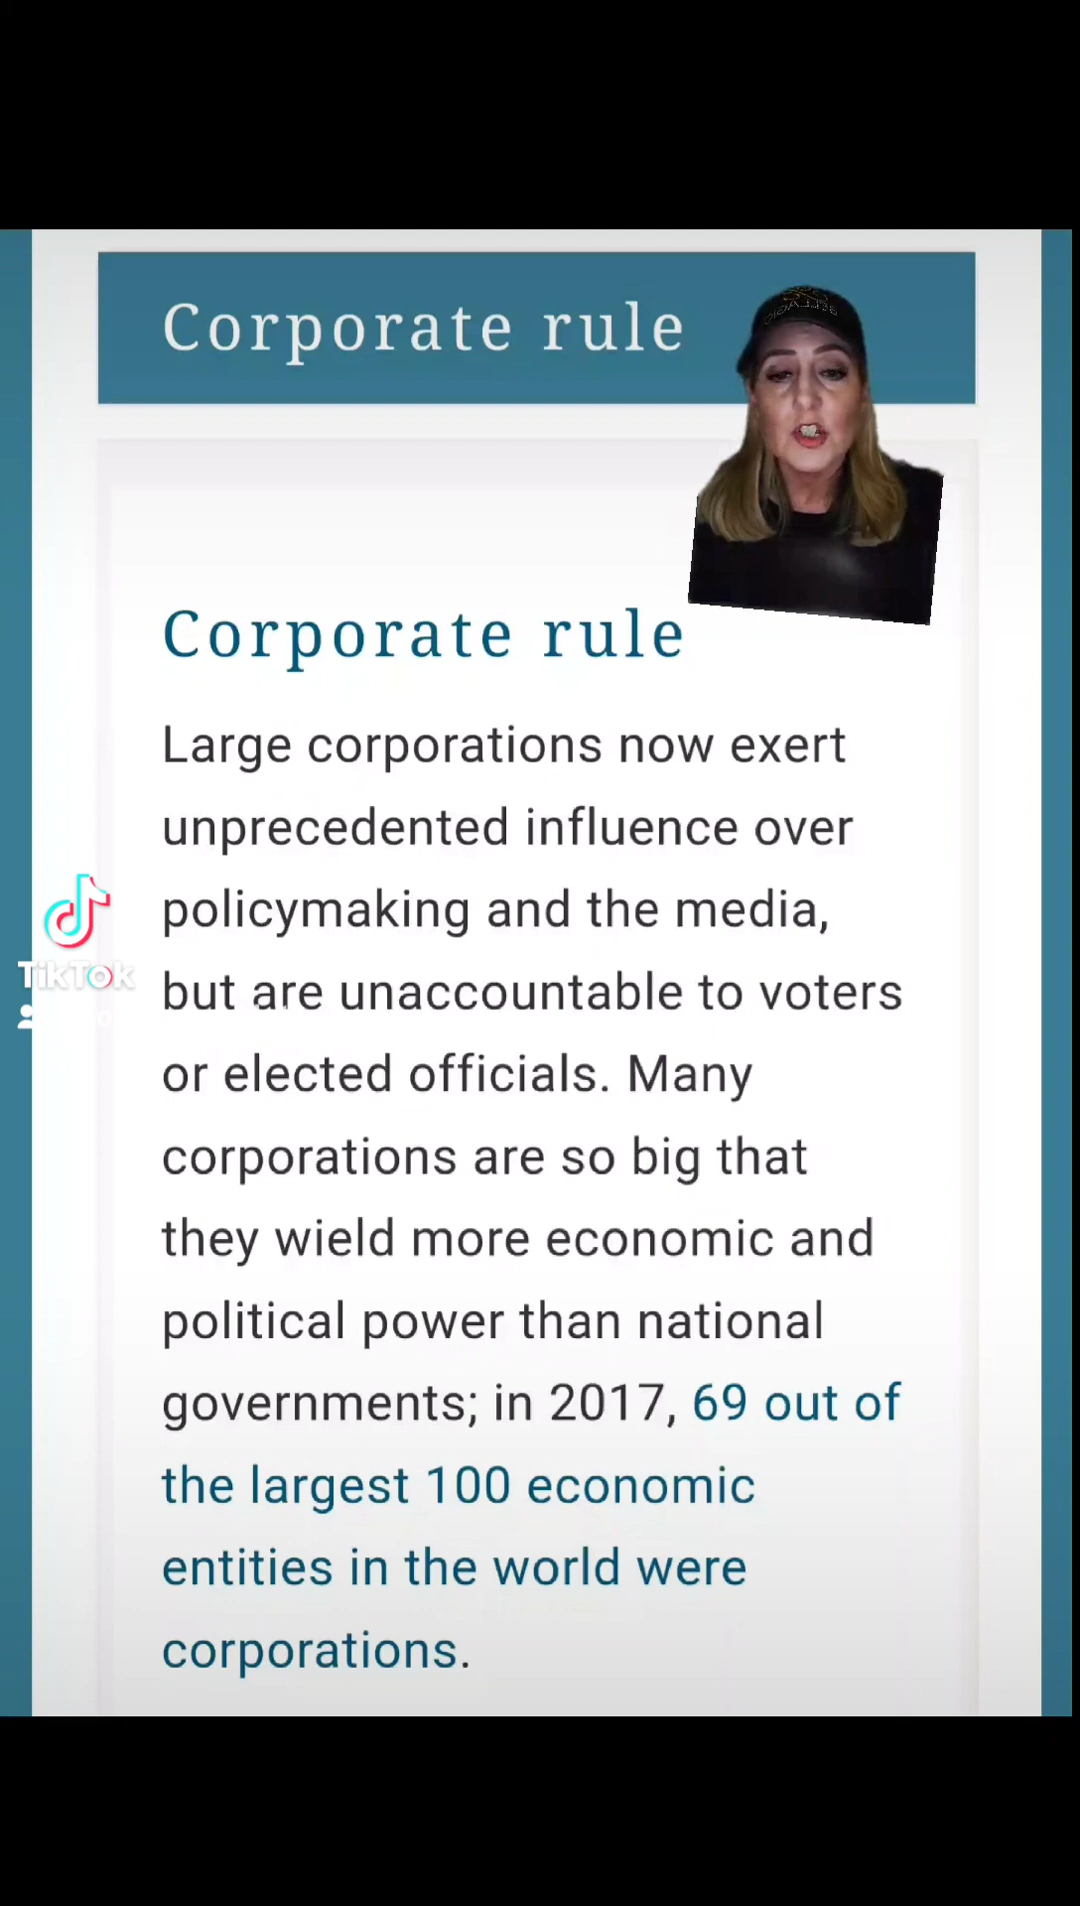 Corporate rule
Corporate rule
Large corporations now exert
unprecedented influence over
policymaking and the media,
but are unaccountable to voters
or elected officials. Many
corporations are so big that
they wield more economic and
political power than national
governments; in 2017, 69 out of
the largest 100 economic
entities in the world were
corporations.
TikTok